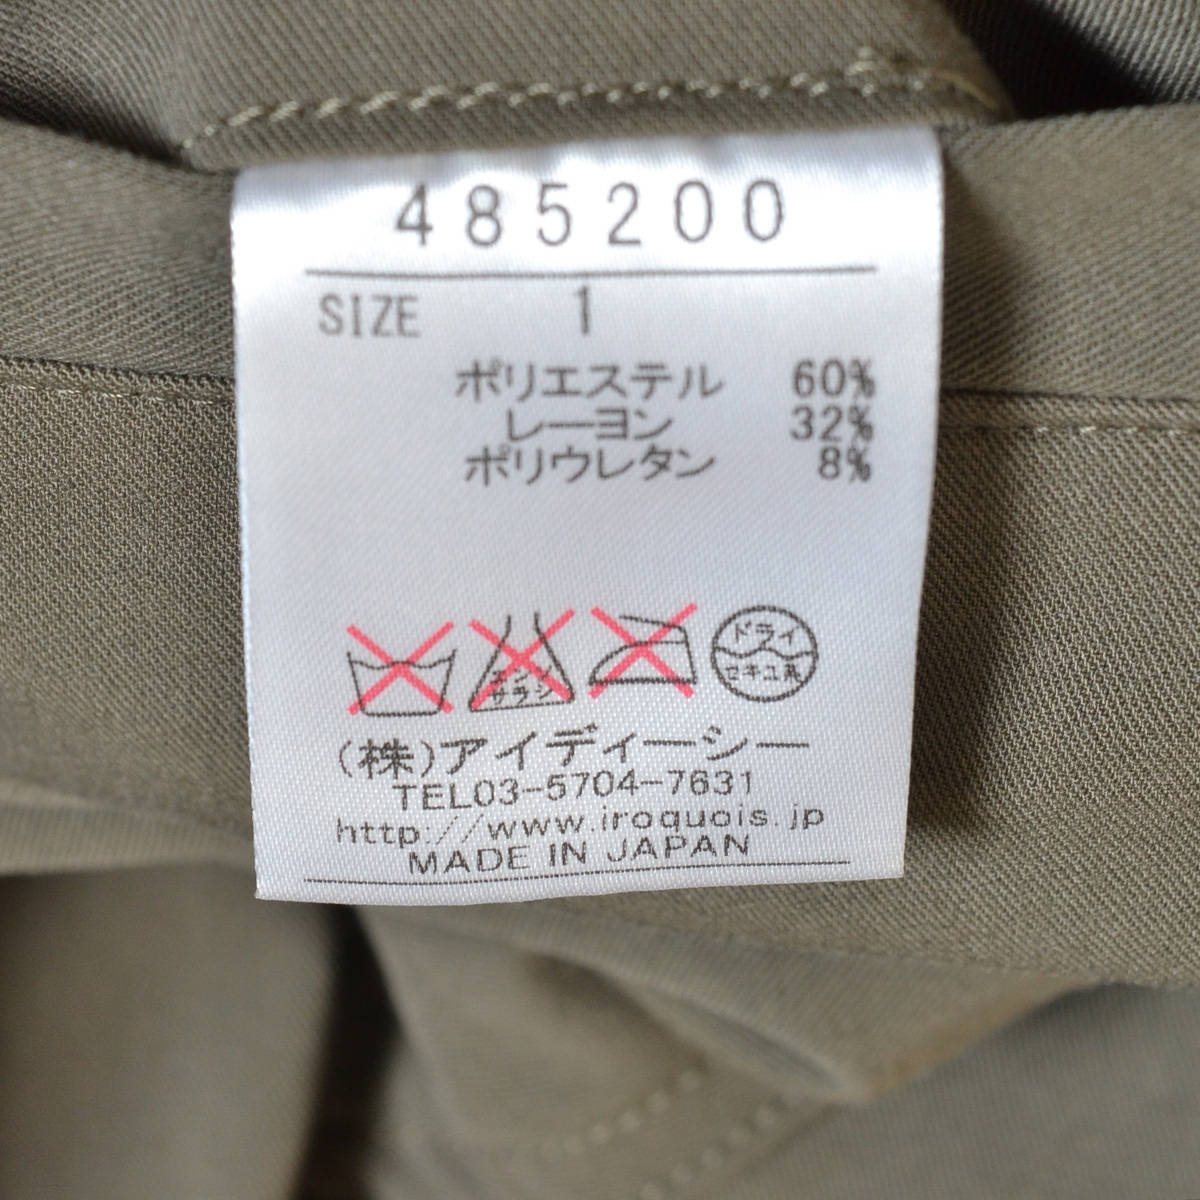 485200
SIZE 1
ポリエステル 60%
レーヨン 32%
ポリウレタン 8%
エンソ サラシ ドライ セキユ系
(株)アイディーシー
TEL03-5704-7631
http://www.iroquois.jp
MADE IN JAPAN